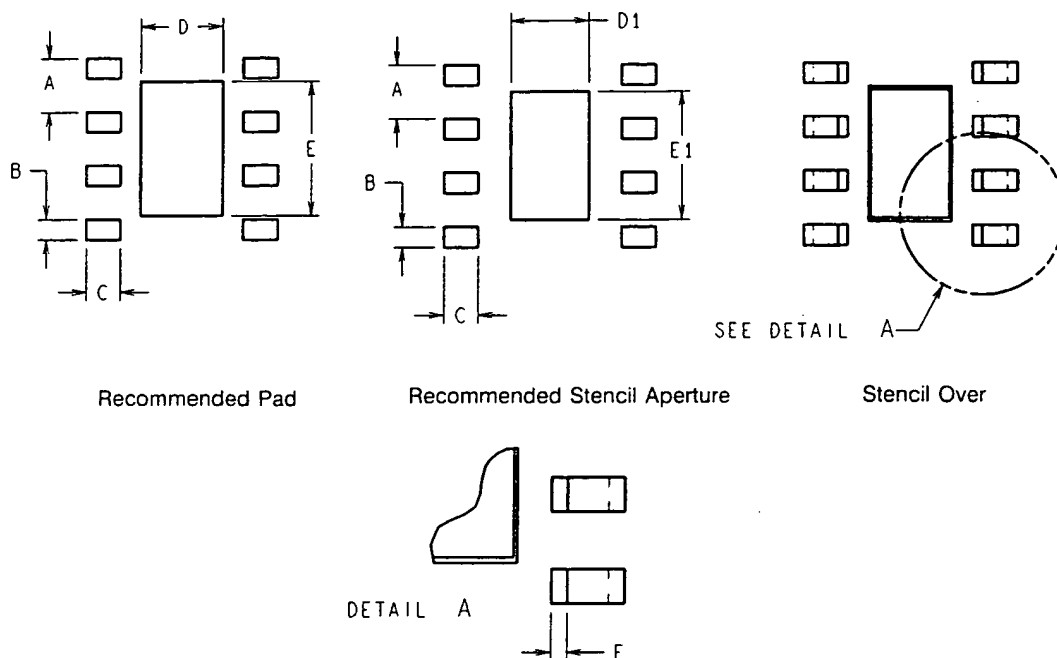 D
A
B
E
C
Recommended Pad
D1
A
B
E1
C
Recommended Stencil Aperture
SEE DETAIL A
Stencil Over
DETAIL A